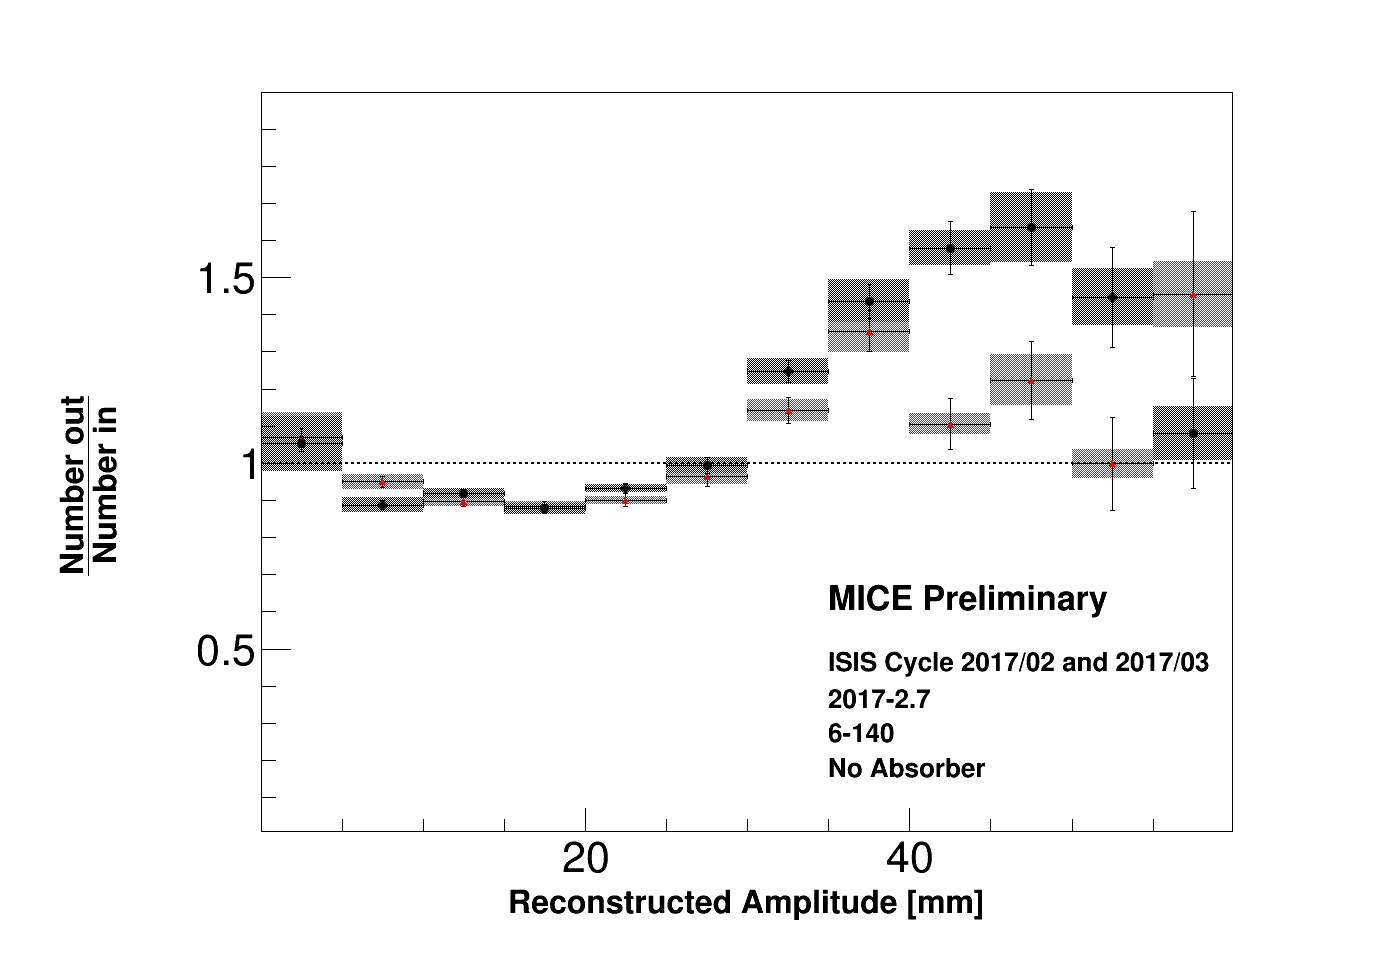 1.5
1
0.5
Number out
Number in
MICE Preliminary
ISIS Cycle 2017/02 and 2017/03
2017-2.7
6-140
No Absorber
20 40
Reconstructed Amplitude [mm]